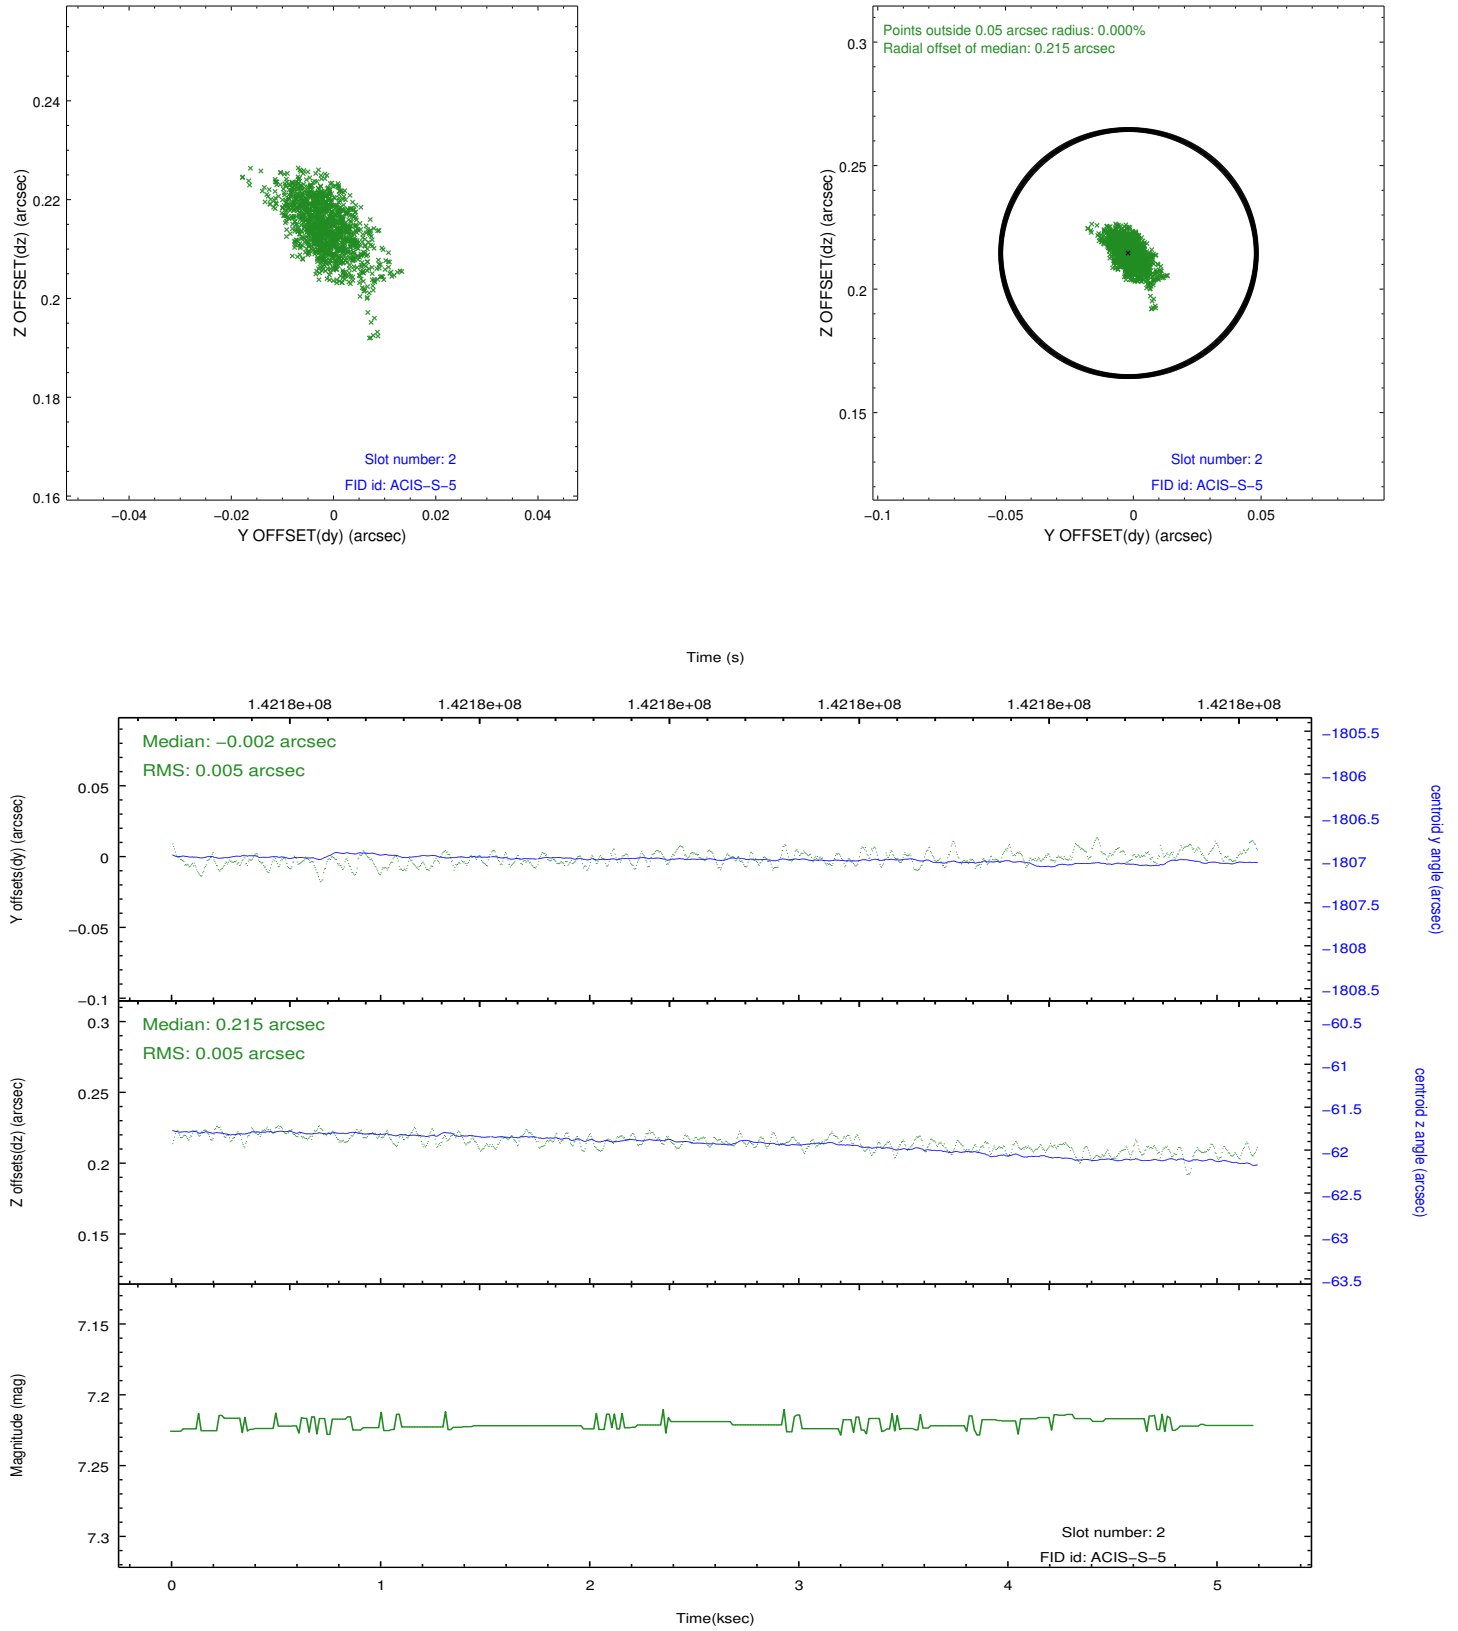 0.24
0.22
0.2
0.18
0.16
Z OFFSET(dz) (arcsec)
Slot number: 2
FID id: ACIS−S−5
−0.04
−0.02
0
0.02
0.04
Y OFFSET(dy) (arcsec)
Points outside 0.05 arcsec radius: 0.000%
Radial offset of median: 0.215 arcsec
0.3
0.25
0.2
0.15
Z OFFSET(dz) (arcsec)
Slot number: 2
FID id: ACIS−S−5
−0.1
−0.05
0
0.05
Y OFFSET(dy) (arcsec)
Time (s)
1.4218e+08
1.4218e+08
1.4218e+08
1.4218e+08
1.4218e+08
1.4218e+08
Median: −0.002 arcsec
RMS: 0.005 arcsec
0.05
0
−0.05
−0.1
Y offsets(dy) (arcsec)
−1805.5
−1806
−1806.5
−1807
−1807.5
−1808
−1808.5
centroid y angle (arcsec)
Median: 0.215 arcsec
RMS: 0.005 arcsec
0.3
0.25
0.2
0.15
Z offsets(dz) (arcsec)
−60.5
−61
−61.5
−62
−62.5
−63
−63.5
centroid z angle (arcsec)
7.15
7.2
7.25
7.3
Magnitude (mag)
Slot number: 2
FID id: ACIS−S−5
0
1
2
3
4
5
Time(ksec)